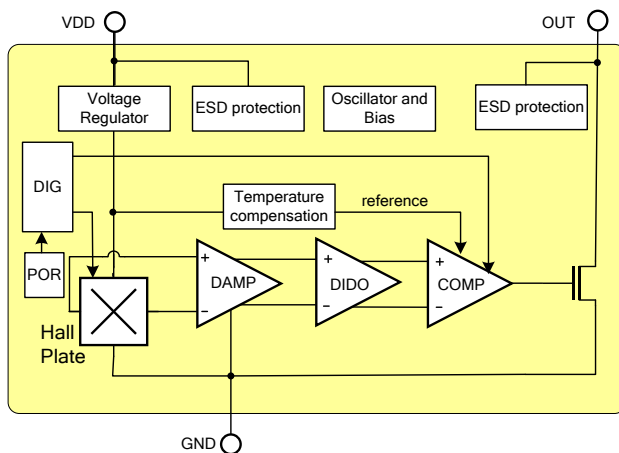 VDD
OUT
Voltage
Regulator
ESD protection
Oscillator and
Bias
ESD protection
DIG
Temperature
compensation
reference
POR
+
DAMP
−
+
DIDO
−
+
COMP
−
Hall
Plate
GND